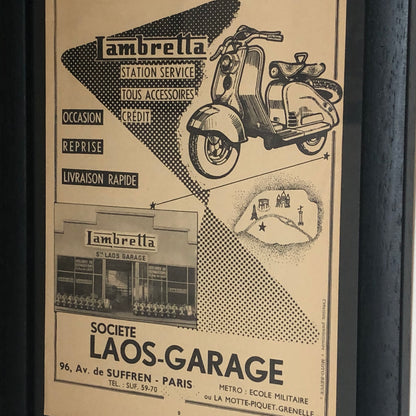 Lambretta
STATION SERVICE
TOUS ACCESSOIRES
CRÉDIT
OCCASION
REPRISE
LIVRAISON RAPIDE
Lambretta
Sté LAOS GARAGE
SOCIETE
LAOS-GARAGE
96, Av. de SUFFREN - PARIS
TEL. : SUF. 59-70
METRO : ECOLE MILITAIRE
ou LA MOTTE-PIQUET-GRENELLE